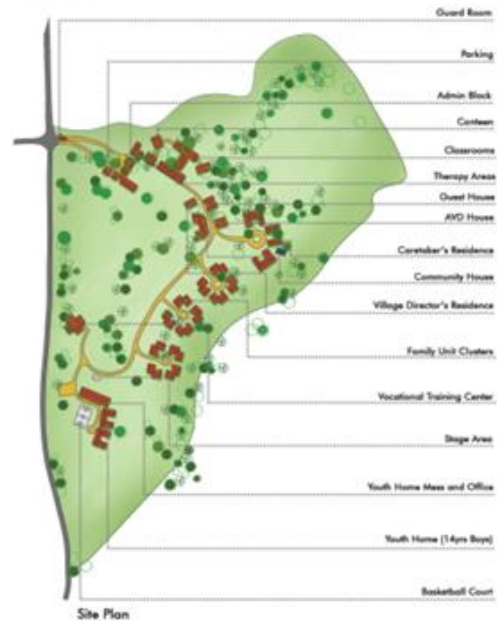 Guard Room
Parking
Admin Block
Canteen
Classrooms
Therapy Areas
Guest House
AVD House
Caretaker's Residence
Community House
Village Director's Residence
Family Unit Clusters
Vocational Training Center
Stage Area
Youth Home Mess and Office
Youth Home (14yrs Boys)
Basketball Court
Site Plan